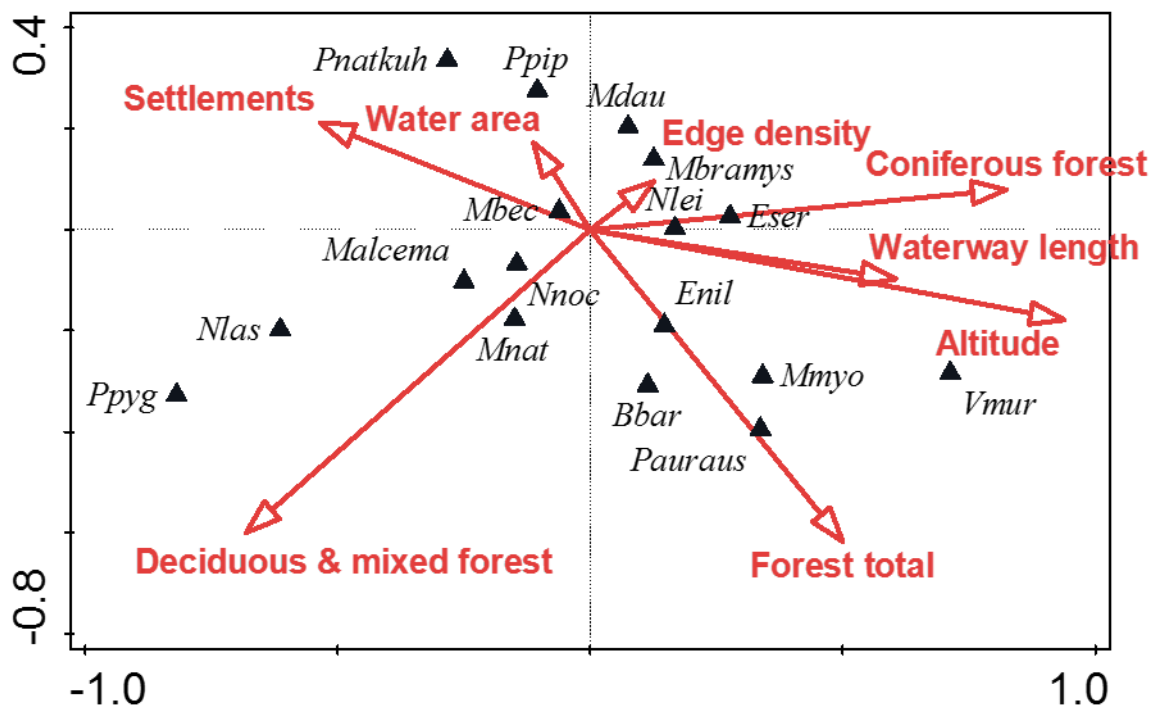 0.4
Pnatkuh
Ppip
Settlements
Water area
Mdau
Edge density
Mbramys
Coniferous forest
Mbec
Nlei
Eser
Malcema
Waterway length
Nnoc
Enil
Nlas
Mnat
Altitude
Ppyg
Bbar
Mmyo
Vmur
Pauraus
Deciduous & mixed forest
Forest total
-0.8
-1.0
1.0